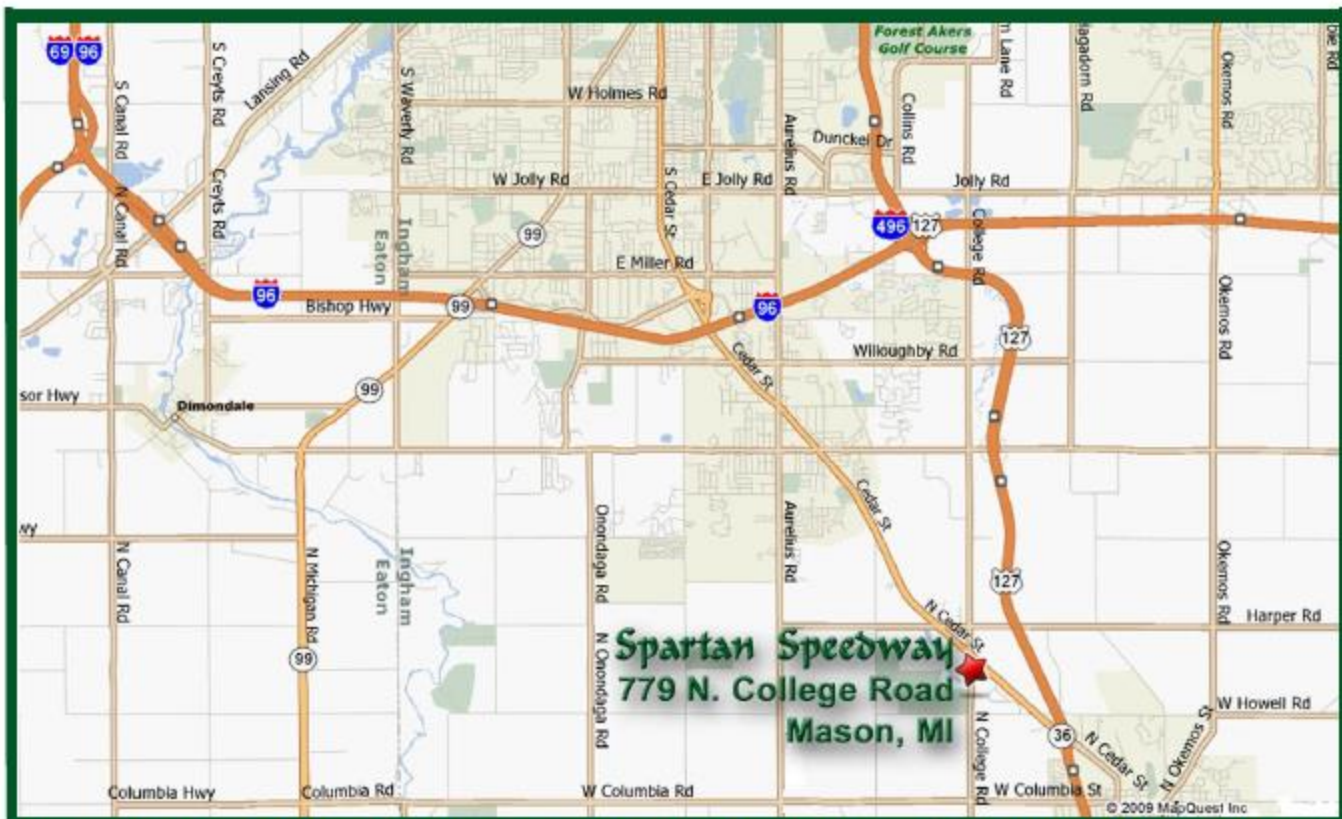 69 96
S Canal Rd
S Creyts Rd
Lansing Rd
S Waverly Rd
W Holmes Rd
Forest Akers
Golf Course
Collins Rd
Dunckel Dr
Aurelius Rd
Okemos Rd
N Canal Rd
Creyts Rd
W Jolly Rd
S Cedar St
E Jolly Rd
Jolly Rd
99
Ingham
Eaton
E Miller Rd
496
127
College Rd
96
Bishop Hwy
99
96
Okemos Rd
127
Willoughby Rd
Cedar St
99
Dimondale
Cedar St
Onondaga Rd
Aurelius Rd
N Canal Rd
N Michigan Rd
Ingham
Eaton
127
Okemos Rd
N Cedar St
Harper Rd
99
N Onondaga Rd
Spartan Speedway
779 N. College Road
Mason, MI
N College Rd
W Howell Rd
36
N Cedar St
N Okemos St
Columbia Hwy
Columbia Rd
W Columbia Rd
W Columbia St
© 2009 MapQuest Inc